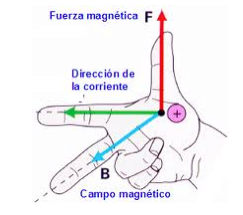 Fuerza magnética F
Dirección de
la corriente
+
B
Campo magnético